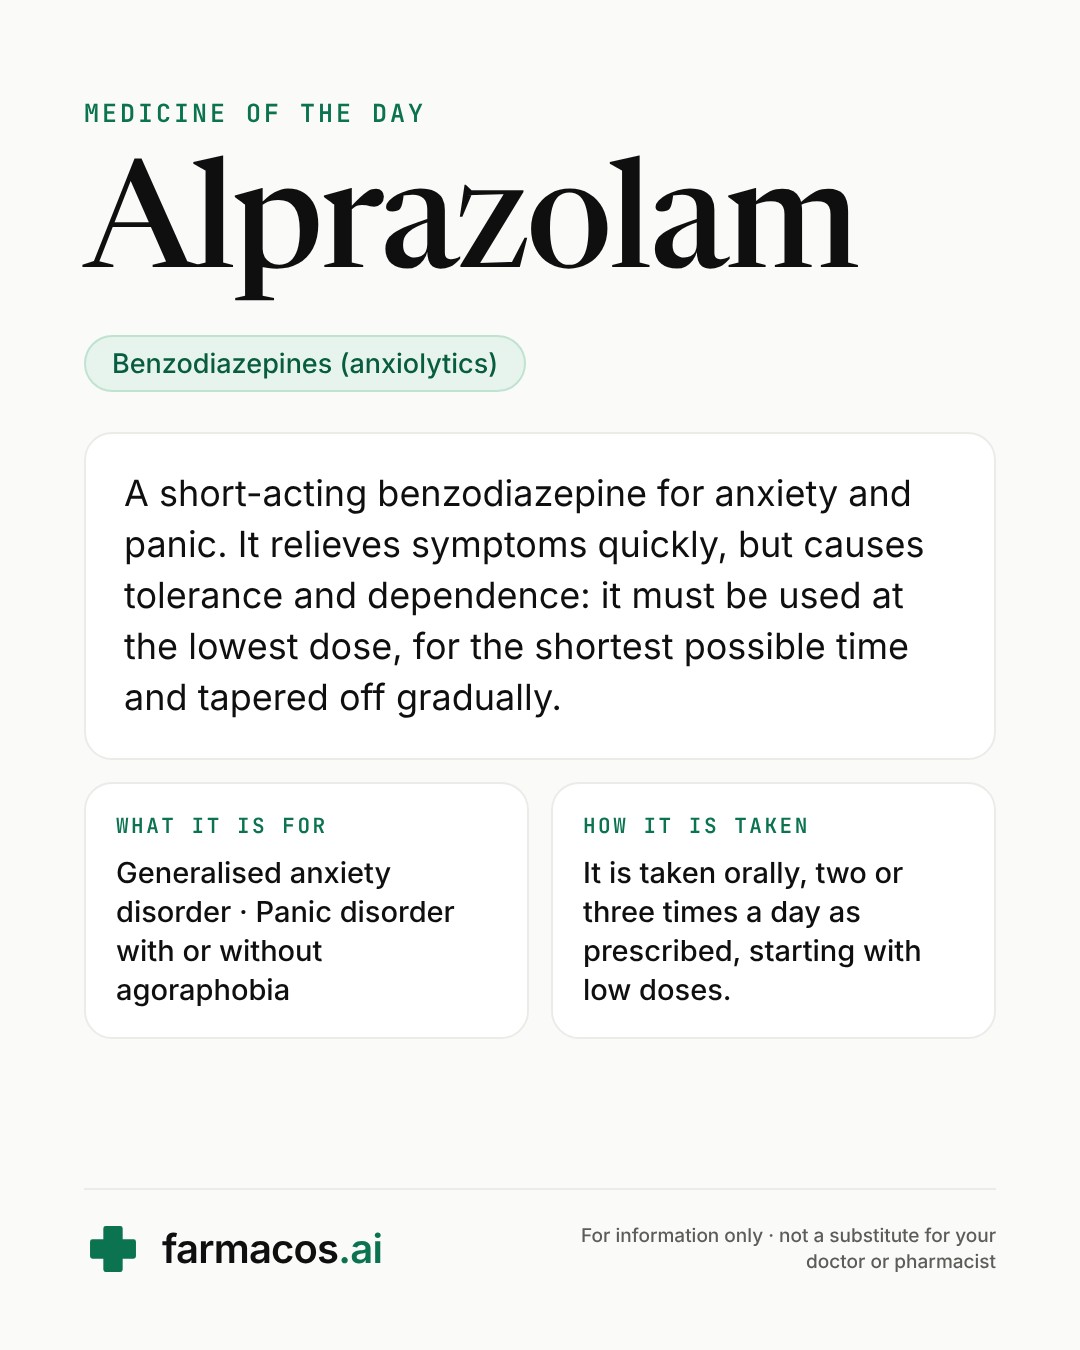 MEDICINE OF THE DAY
Alprazolam
Benzodiazepines (anxiolytics)
A short-acting benzodiazepine for anxiety and
panic. It relieves symptoms quickly, but causes
tolerance and dependence: it must be used at
the lowest dose, for the shortest possible time
and tapered off gradually.
WHAT IT IS FOR
Generalised anxiety
disorder · Panic disorder
with or without
agoraphobia
HOW IT IS TAKEN
It is taken orally, two or
three times a day as
prescribed, starting with
low doses.
farmacos.ai
For information only · not a substitute for your
doctor or pharmacist